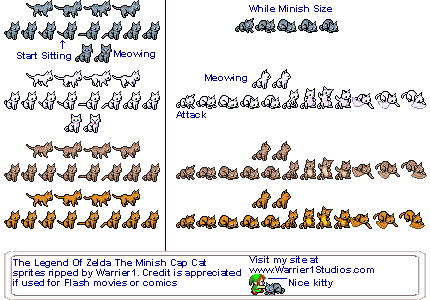 While Minish Size
Start Sitting
Meowing
Meowing
Attack
The Legend Of Zelda The Minish Cap Cat
sprites ripped by Warrier1. Credit is appreciated
if used for Flash movies or comics
Visit my site at
www.Warrier1Studios.com
Nice kitty